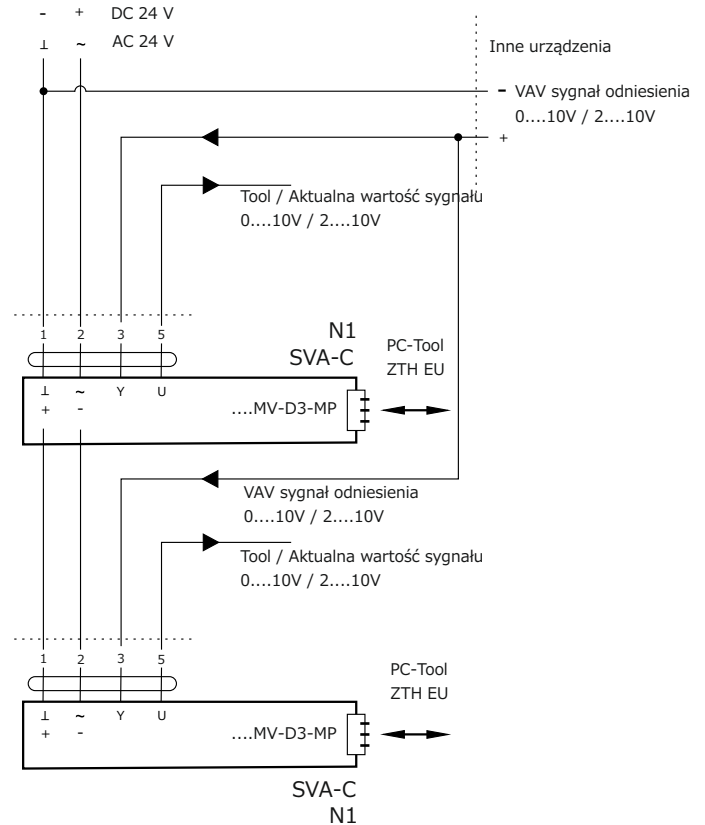 - + DC 24 V
⊥ ~ AC 24 V
Inne urządzenia
- VAV sygnał odniesienia
0....10V / 2....10V
+
Tool / Aktualna wartość sygnału
0....10V / 2....10V
1 2 3 5
N1
SVA-C
PC-Tool
ZTH EU
⊥ ~ Y U
+ -
....MV-D3-MP
VAV sygnał odniesienia
0....10V / 2....10V
Tool / Aktualna wartość sygnału
0....10V / 2....10V
1 2 3 5
PC-Tool
ZTH EU
⊥ ~ Y U
+ -
....MV-D3-MP
SVA-C
N1